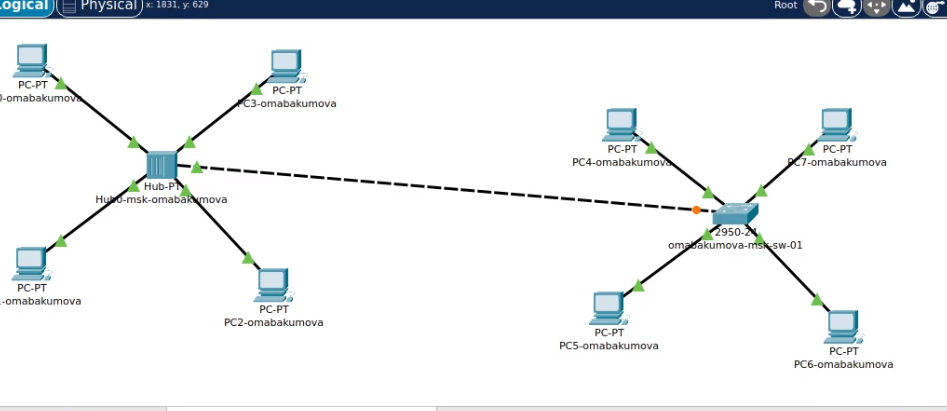 Logical Physical x: 1831, y: 629 Root
PC-PT
0-omabakumova
PC-PT
PC3-omabakumova
PC-PT
PC4-omabakumova
PC-PT
PC7-omabakumova
Hub-PT
Hub0-msk-omabakumova
2950-24
omabakumova-msk-sw-01
PC-PT
-omabakumova
PC-PT
PC2-omabakumova
PC-PT
PC5-omabakumova
PC-PT
PC6-omabakumova